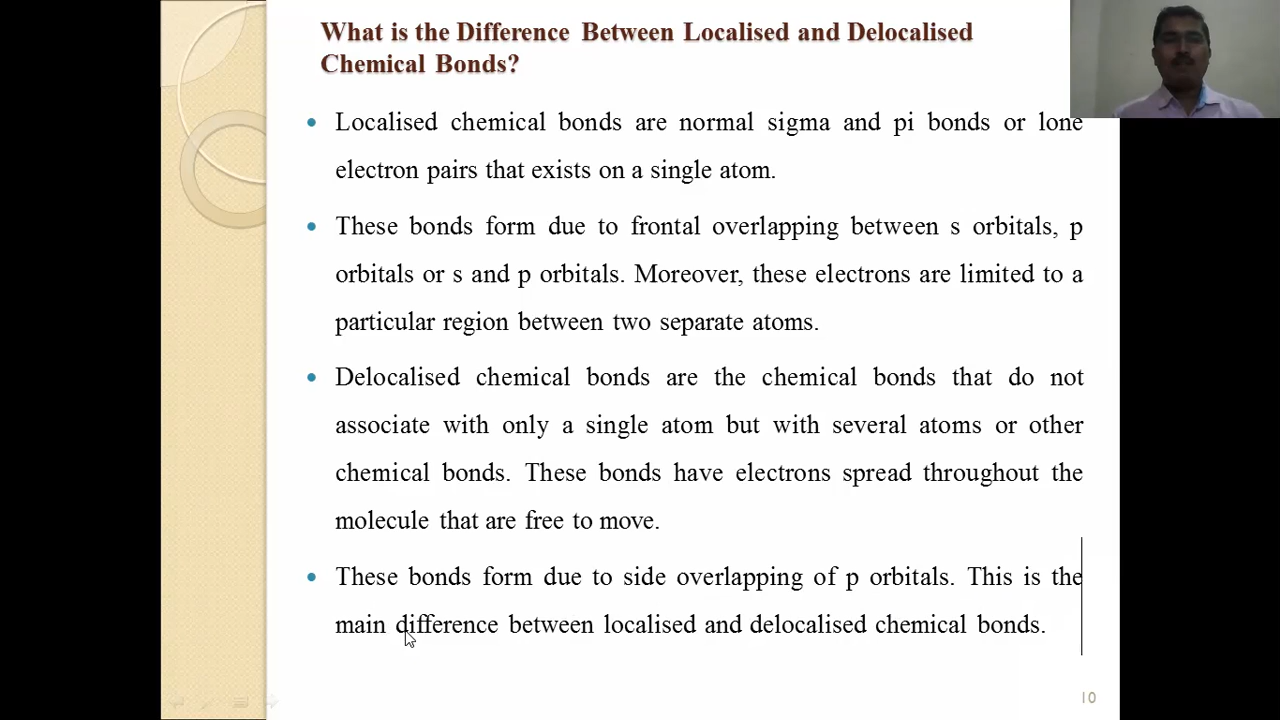 What is the Difference Between Localised and Delocalised
Chemical Bonds?
• Localised chemical bonds are normal sigma and pi bonds or lone
electron pairs that exists on a single atom.
• These bonds form due to frontal overlapping between s orbitals, p
orbitals or s and p orbitals. Moreover, these electrons are limited to a
particular region between two separate atoms.
• Delocalised chemical bonds are the chemical bonds that do not
associate with only a single atom but with several atoms or other
chemical bonds. These bonds have electrons spread throughout the
molecule that are free to move.
• These bonds form due to side overlapping of p orbitals. This is the
main difference between localised and delocalised chemical bonds.
10